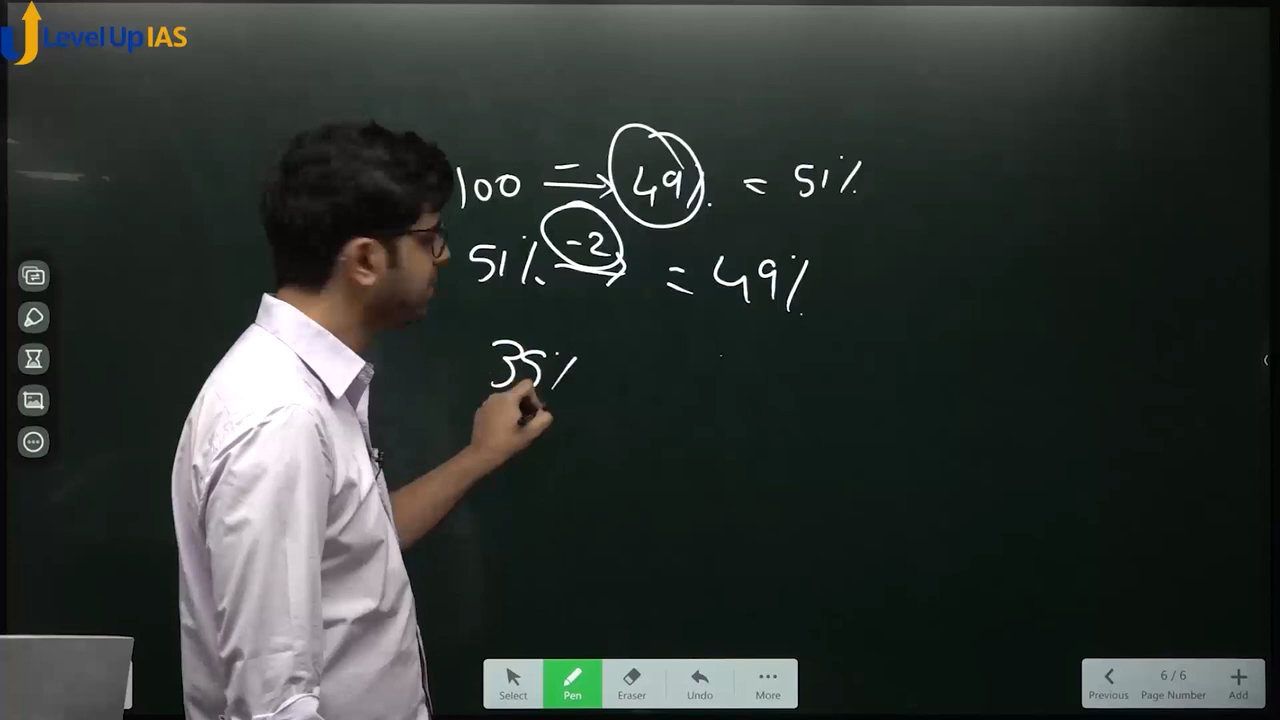 Level Up IAS
100 – → 49% = 51%
51% -2 → = 49%
35%
Select Pen Eraser Undo More
6/6
Previous Page Number Add